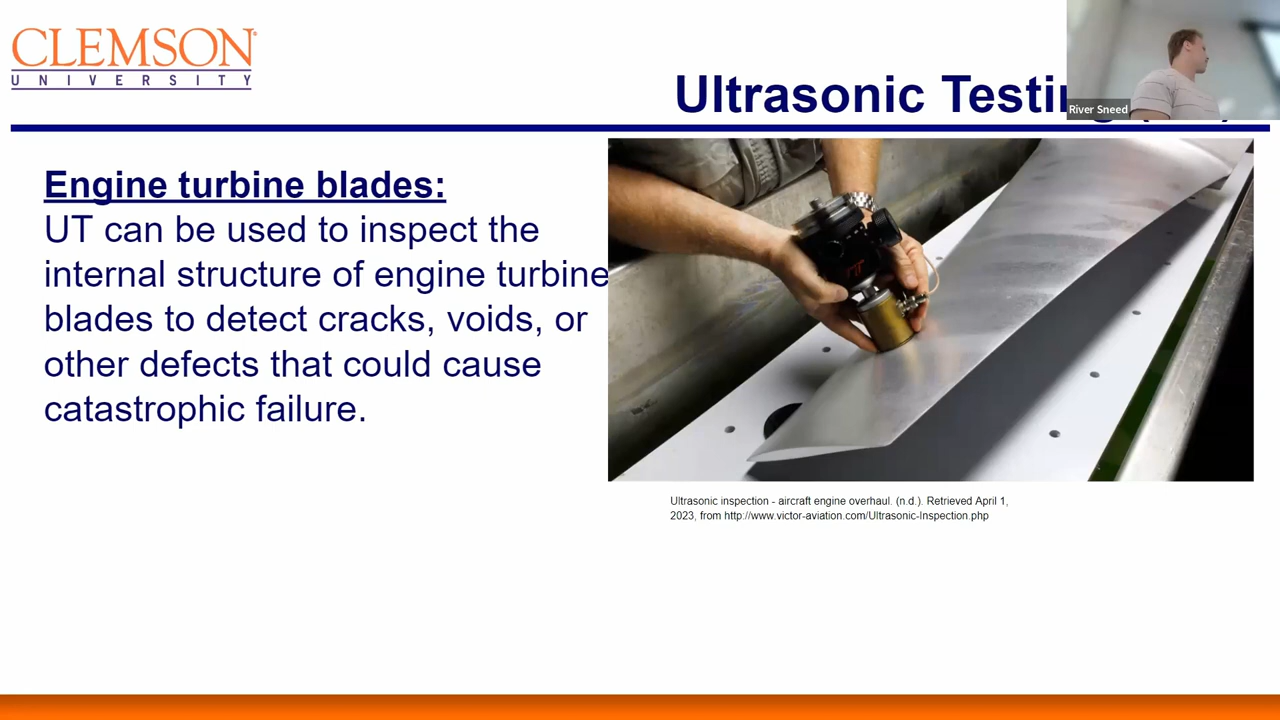 CLEMSON
UNIVERSITY
Ultrasonic
River Sneed
Engine turbine blades:
UT can be used to inspect the
internal structure of engine turbine
blades to detect cracks, voids, or
other defects that could cause
catastrophic failure.
Ultrasonic inspection - aircraft engine overhaul. (n.d.). Retrieved April 1,
2023, from http://www.victor-aviation.com/Ultrasonic-Inspection.php